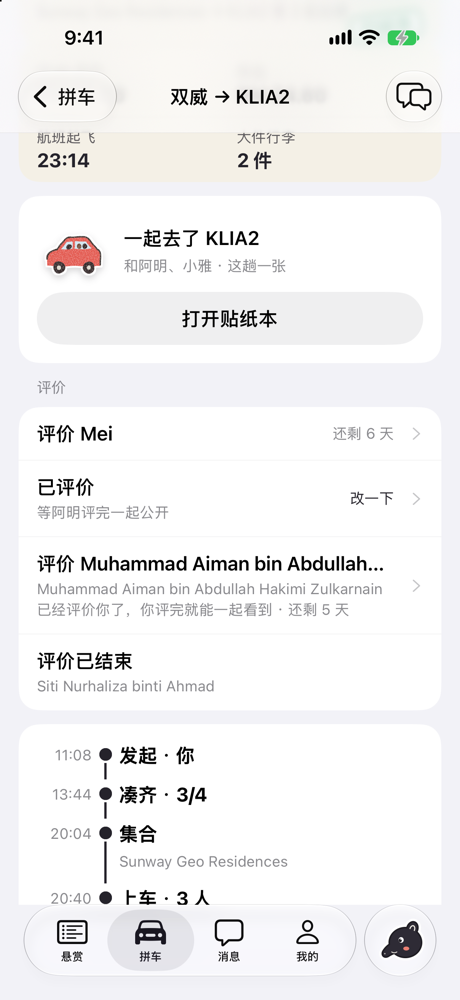 9:41
拼车
双威 → KLIA2
航班起飞
大件行李
23:14
2 件
一起去了 KLIA2
和阿明、小雅 · 这趟一张
打开贴纸本
评价
评价 Mei
还剩 6 天
已评价
等阿明评完一起公开
改一下
评价 Muhammad Aiman bin Abdullah...
Muhammad Aiman bin Abdullah Hakimi Zulkarnain
已经评价你了，你评完就能一起看到 · 还剩 5 天
评价已结束
Siti Nurhaliza binti Ahmad
11:08
发起 · 你
13:44
凑齐 · 3/4
20:04
集合
Sunway Geo Residences
20:40
上车 · 3 人
悬赏
拼车
消息
我的